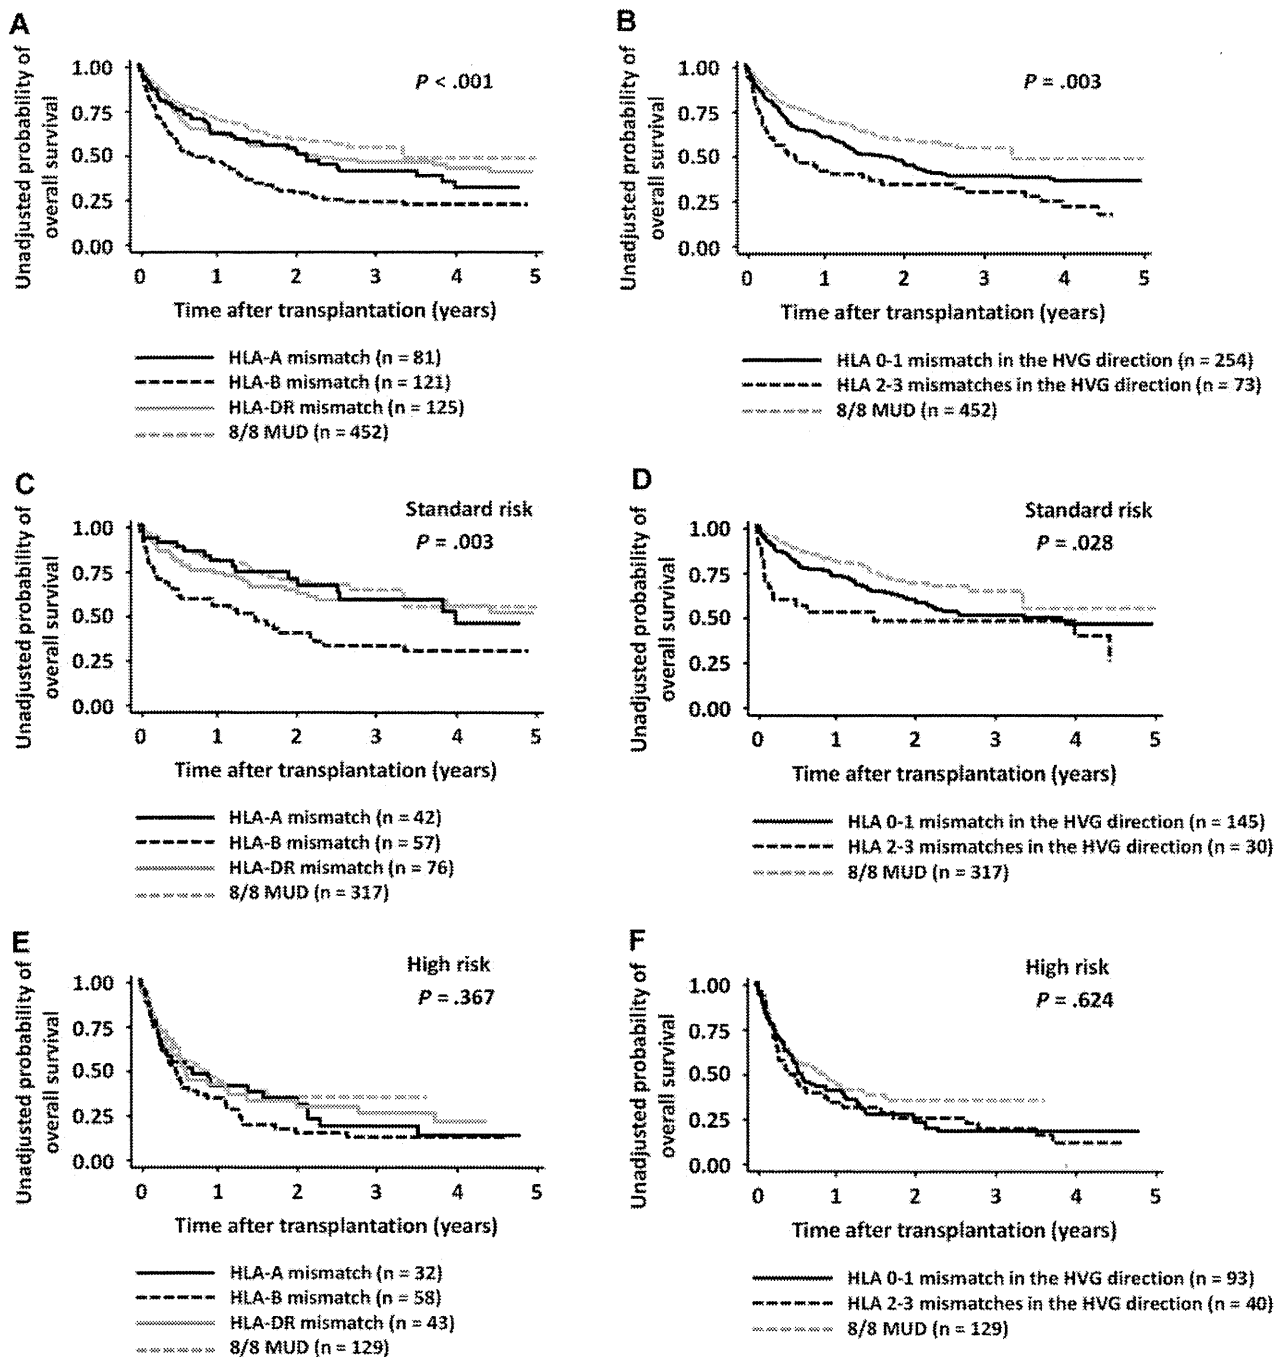 A
Unadjusted probability of
overall survival
1.00
0.75
0.50
0.25
0.00
P < .001
0 1 2 3 4 5
Time after transplantation (years)
HLA-A mismatch (n = 81)
HLA-B mismatch (n = 121)
HLA-DR mismatch (n = 125)
8/8 MUD (n = 452)
B
Unadjusted probability of
overall survival
1.00
0.75
0.50
0.25
0.00
P = .003
0 1 2 3 4 5
Time after transplantation (years)
HLA 0-1 mismatch in the HVG direction (n = 254)
HLA 2-3 mismatches in the HVG direction (n = 73)
8/8 MUD (n = 452)
C
Unadjusted probability of
overall survival
1.00
0.75
0.50
0.25
0.00
Standard risk
P = .003
0 1 2 3 4 5
Time after transplantation (years)
HLA-A mismatch (n = 42)
HLA-B mismatch (n = 57)
HLA-DR mismatch (n = 76)
8/8 MUD (n = 317)
D
Unadjusted probability of
overall survival
1.00
0.75
0.50
0.25
0.00
Standard risk
P = .028
0 1 2 3 4 5
Time after transplantation (years)
HLA 0-1 mismatch in the HVG direction (n = 145)
HLA 2-3 mismatches in the HVG direction (n = 30)
8/8 MUD (n = 317)
E
Unadjusted probability of
overall survival
1.00
0.75
0.50
0.25
0.00
High risk
P = .367
0 1 2 3 4 5
Time after transplantation (years)
HLA-A mismatch (n = 32)
HLA-B mismatch (n = 58)
HLA-DR mismatch (n = 43)
8/8 MUD (n = 129)
F
Unadjusted probability of
overall survival
1.00
0.75
0.50
0.25
0.00
High risk
P = .624
0 1 2 3 4 5
Time after transplantation (years)
HLA 0-1 mismatch in the HVG direction (n = 93)
HLA 2-3 mismatches in the HVG direction (n = 40)
8/8 MUD (n = 129)